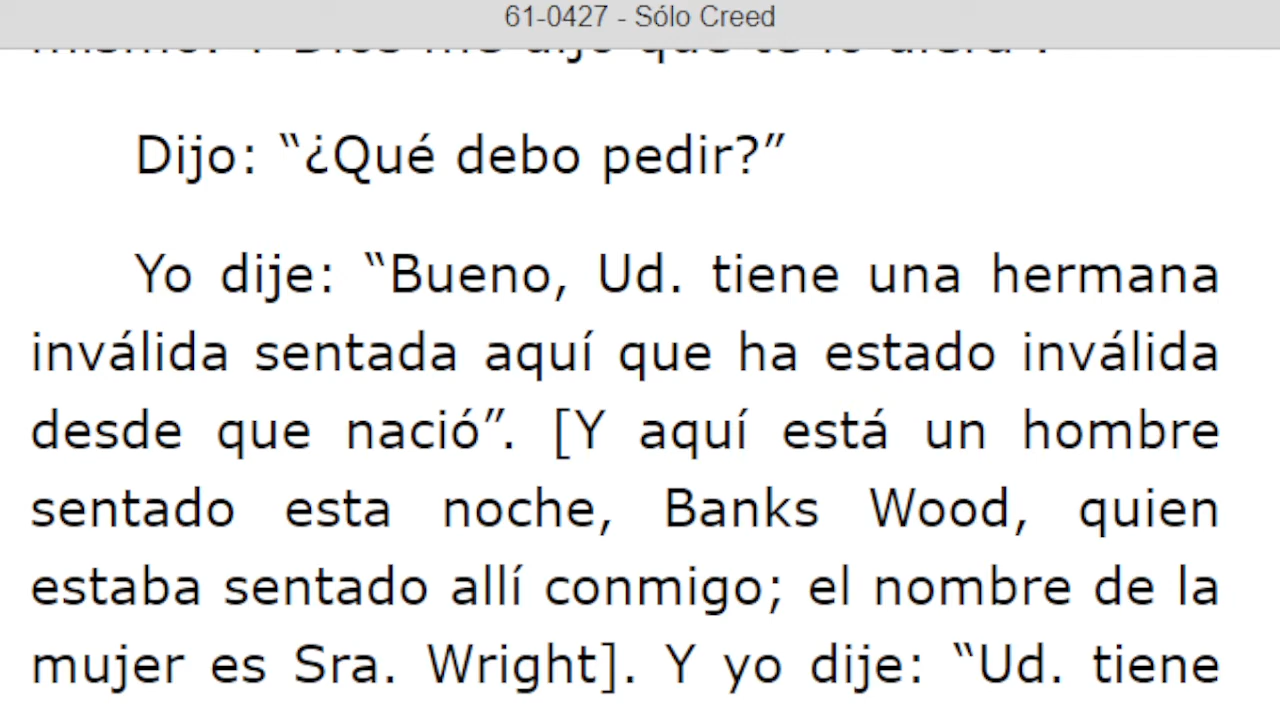 61-0427 - Sólo Creed
Dijo: “¿Qué debo pedir?”
Yo dije: “Bueno, Ud. tiene una hermana
inválida sentada aquí que ha estado inválida
desde que nació”. [Y aquí está un hombre
sentado esta noche, Banks Wood, quien
estaba sentado allí conmigo; el nombre de la
mujer es Sra. Wright]. Y yo dije: “Ud. tiene